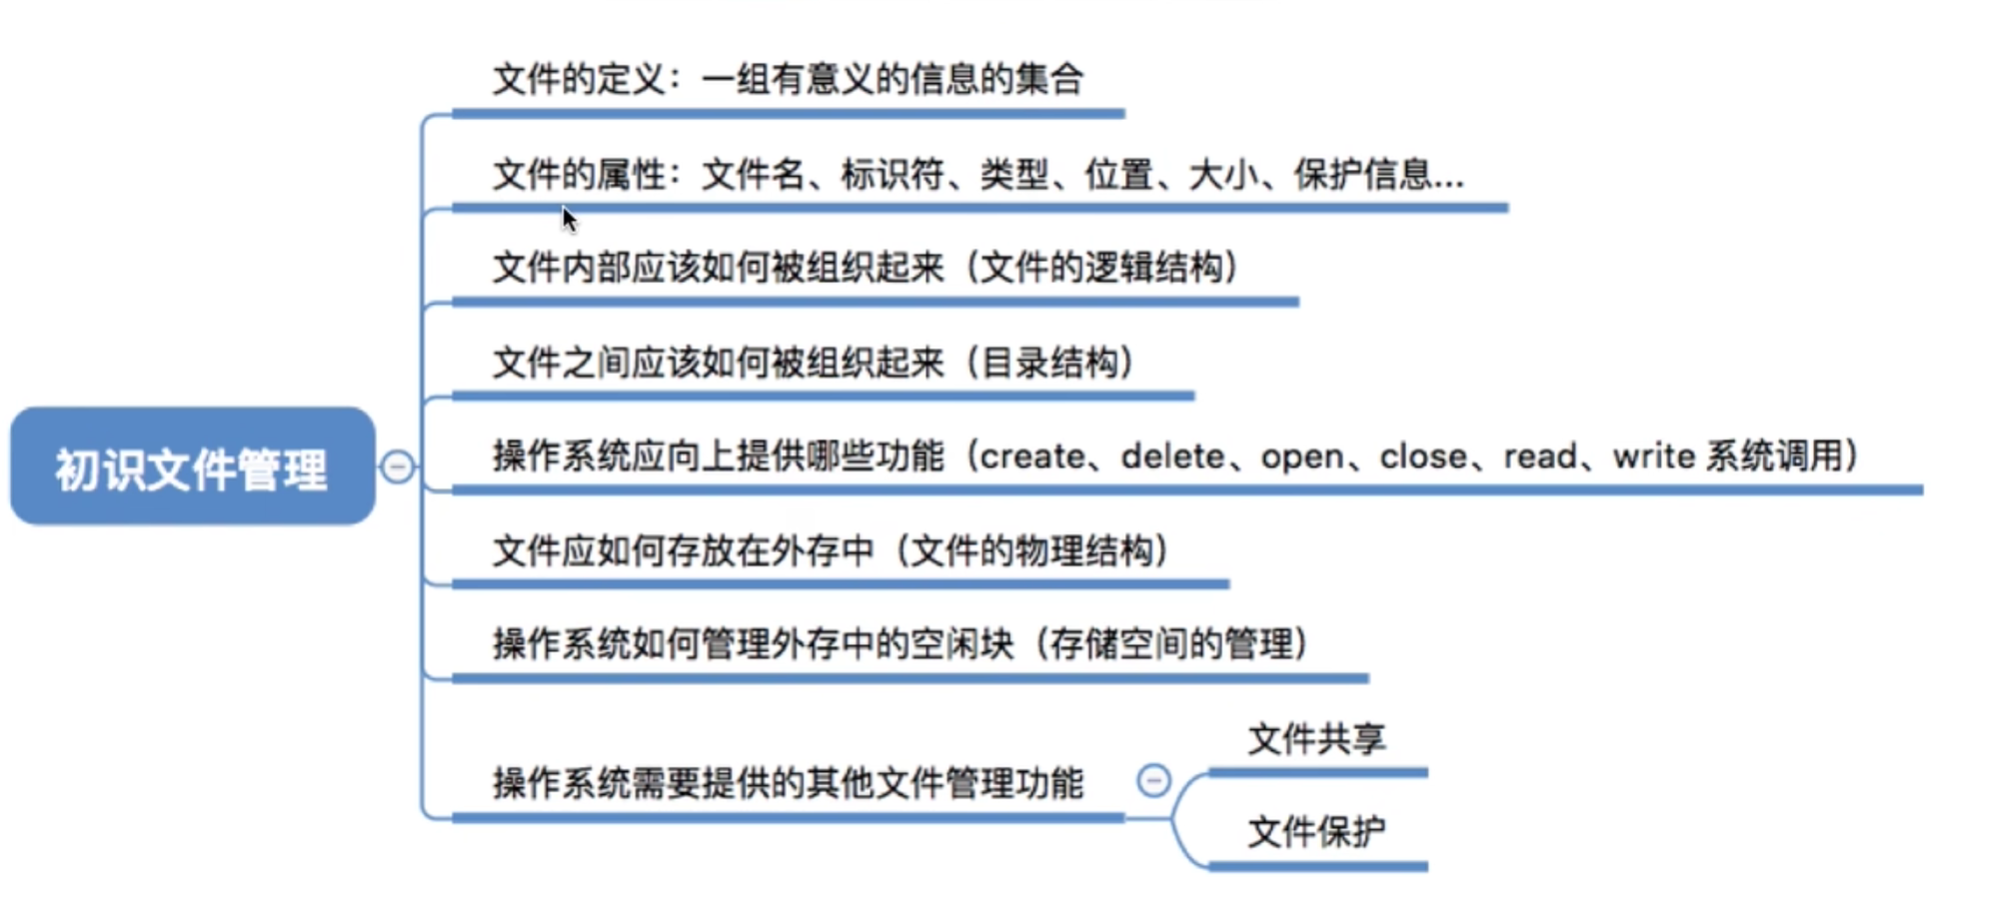 文件的定义：一组有意义的信息的集合
文件的属性：文件名、标识符、类型、位置、大小、保护信息...
文件内部应该如何被组织起来（文件的逻辑结构）
文件之间应该如何被组织起来（目录结构）
初识文件管理
操作系统应向上提供哪些功能（create、delete、open、close、read、write 系统调用）
文件应如何存放在外存中（文件的物理结构）
操作系统如何管理外存中的空闲块（存储空间的管理）
操作系统需要提供的其他文件管理功能
文件共享
文件保护